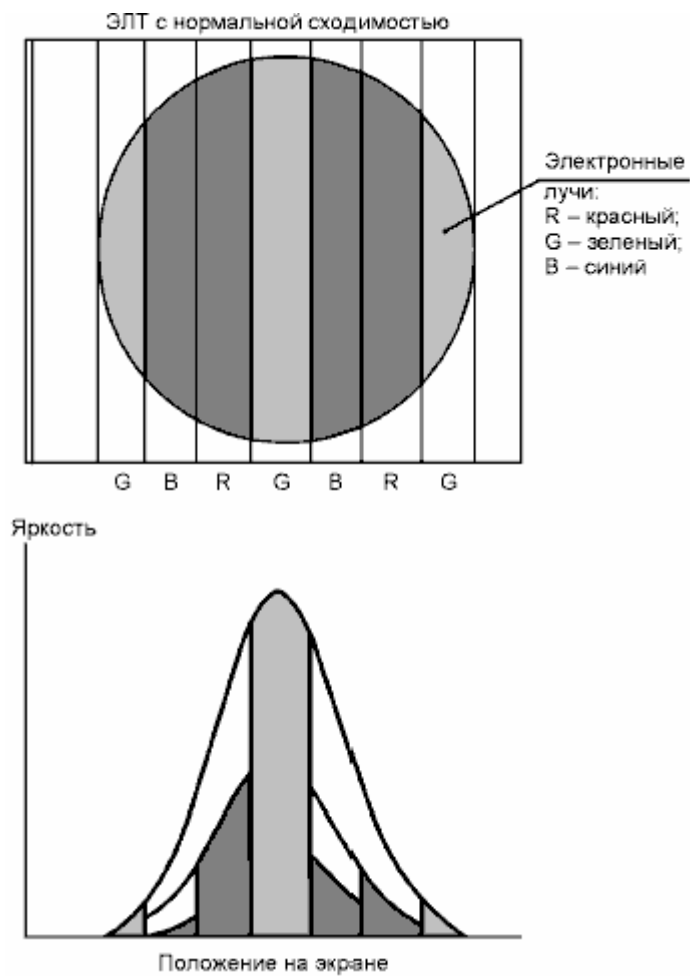 ЭЛТ с нормальной сходимостью
Электронные
лучи:
R – красный;
G – зеленый;
B – синий
G B R G B R G
Яркость
Положение на экране